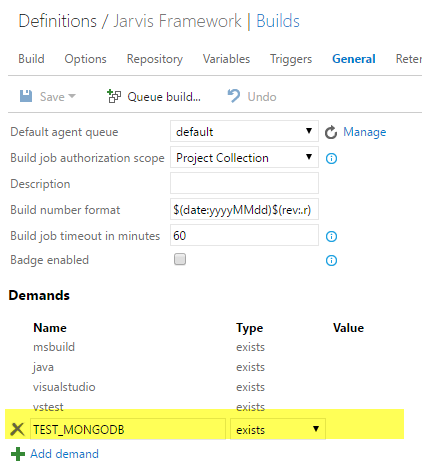 Definitions / Jarvis Framework | Builds
Build Options Repository Variables Triggers General Reten
Save Queue build... Undo
Default agent queue default Manage
Build job authorization scope Project Collection
Description
Build number format $(date:yyyyMMdd)$(rev:.r)
Build job timeout in minutes 60
Badge enabled
Demands
Name Type Value
msbuild exists
java exists
visualstudio exists
vstest exists
TEST_MONGODB exists
Add demand